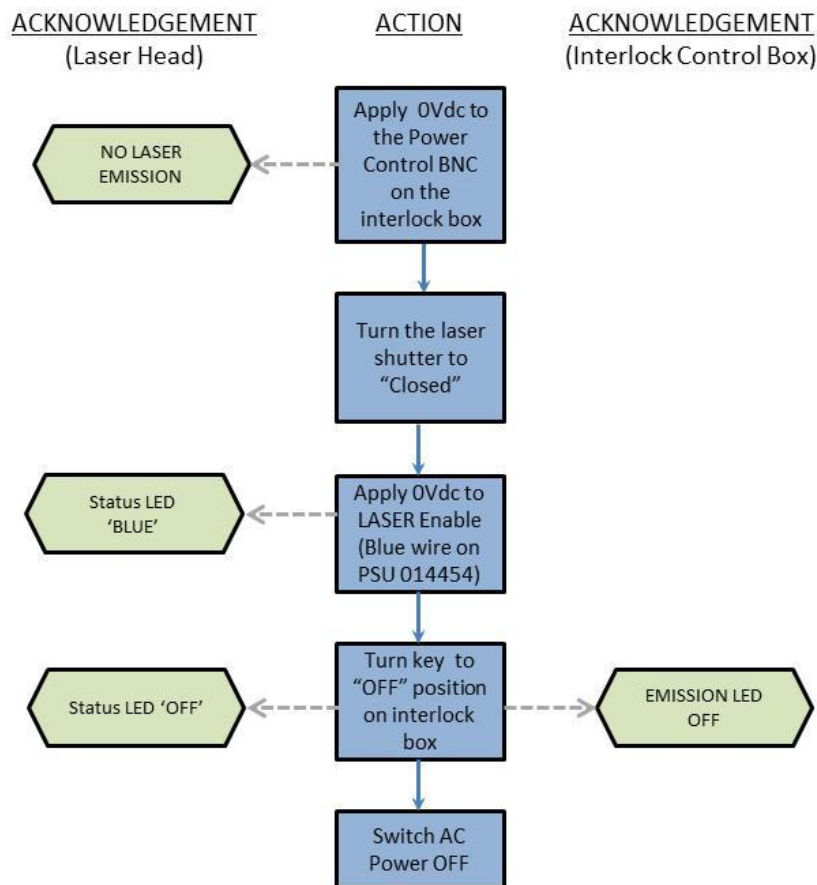 ACKNOWLEDGEMENT
(Laser Head)
ACTION
ACKNOWLEDGEMENT
(Interlock Control Box)
Apply 0Vdc to
the Power
Control BNC
on the
interlock box
NO LASER
EMISSION
Turn the laser
shutter to
“Closed”
Status LED
‘BLUE’
Apply 0Vdc to
LASER Enable
(Blue wire on
PSU 014454)
Status LED ‘OFF’
Turn key to
“OFF” position
on interlock
box
EMISSION LED
OFF
Switch AC
Power OFF